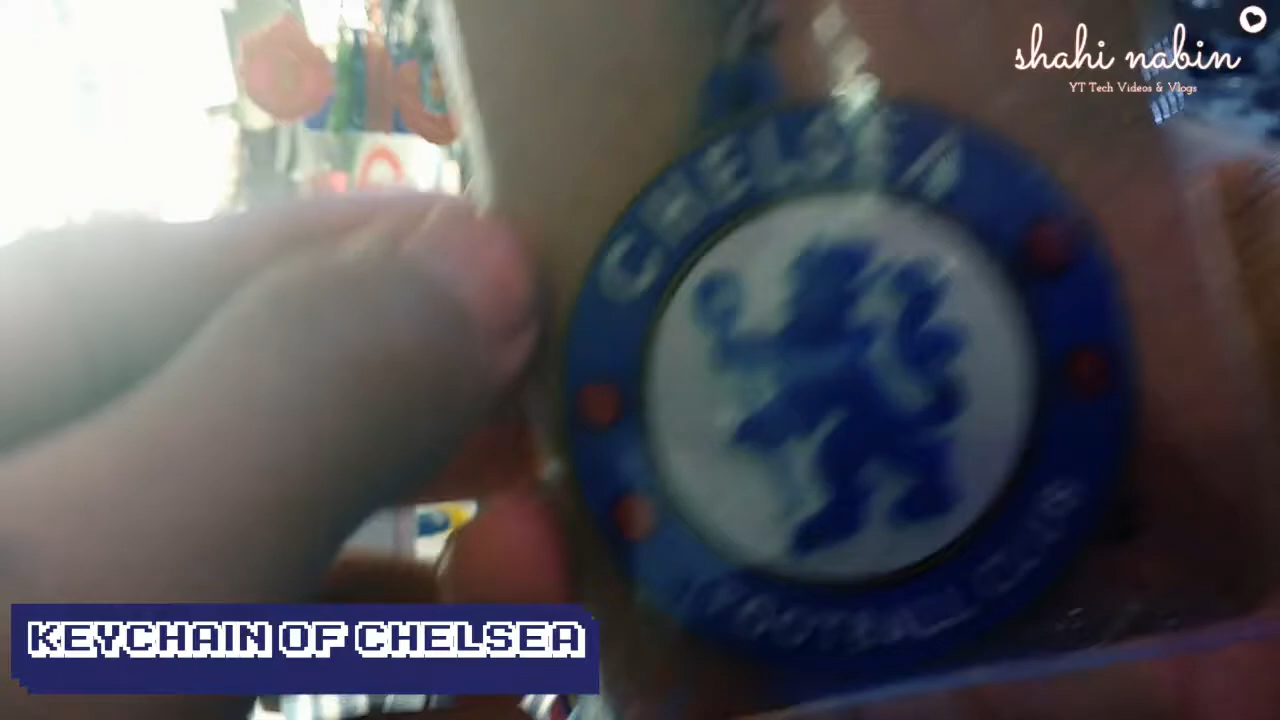 shahi nabin
YT Tech Videos & Vlogs
CHELSEA
FOOTBALL CLUB
KEYCHAIN OF CHELSEA